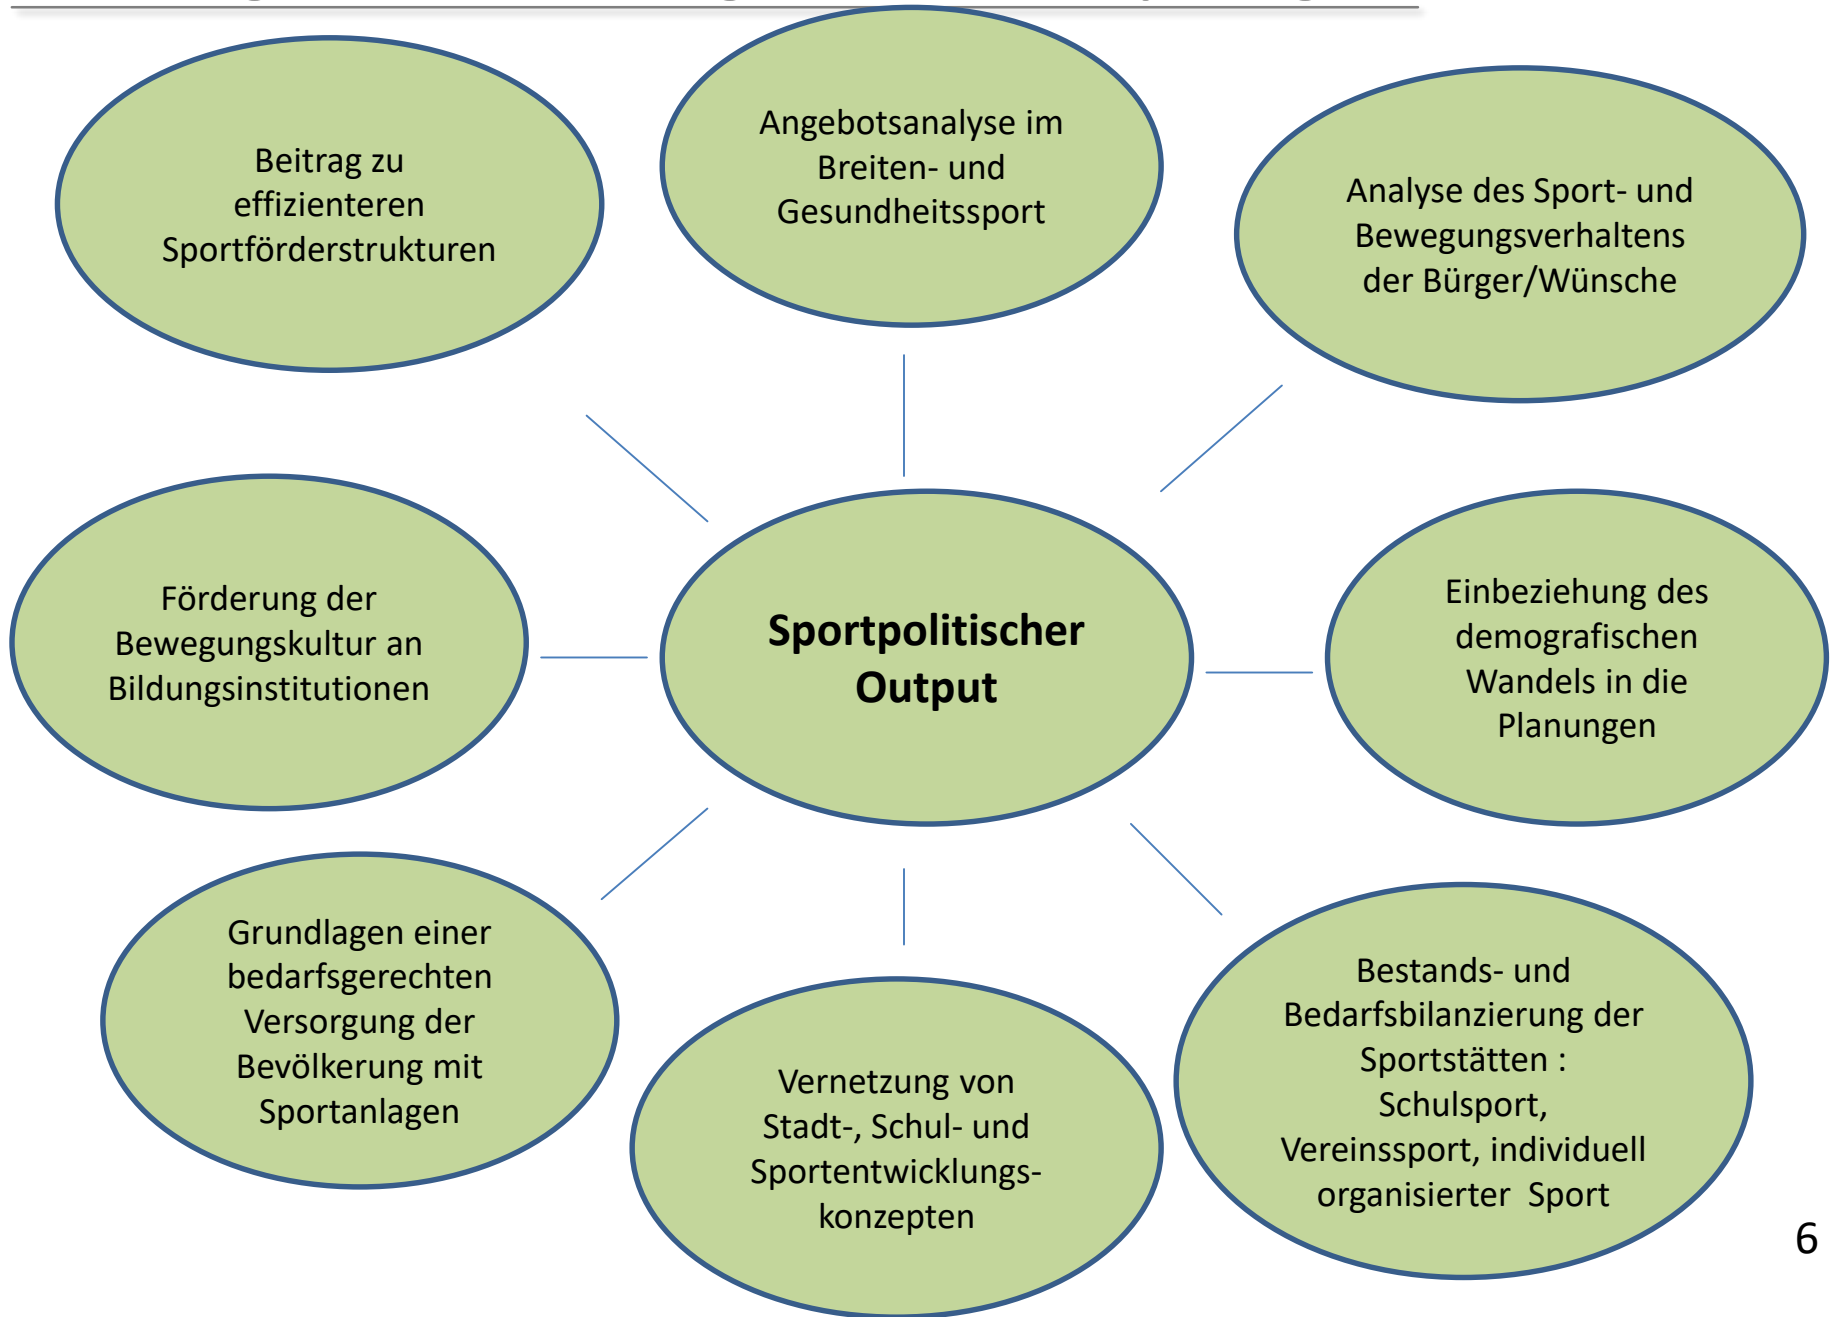 Beitrag zu
effizienteren
Sportförderstrukturen
Angebotsanalyse im
Breiten- und
Gesundheitssport
Analyse des Sport- und
Bewegungsverhaltens
der Bürger/Wünsche
Förderung der
Bewegungskultur an
Bildungsinstitutionen
Sportpolitischer
Output
Einbeziehung des
demografischen
Wandels in die
Planungen
Grundlagen einer
bedarfsgerechten
Versorgung der
Bevölkerung mit
Sportanlagen
Vernetzung von
Stadt-, Schul- und
Sportentwicklungs-
konzepten
Bestands- und
Bedarfsbilanzierung der
Sportstätten :
Schulsport,
Vereinssport, individuell
organisierter  Sport
6